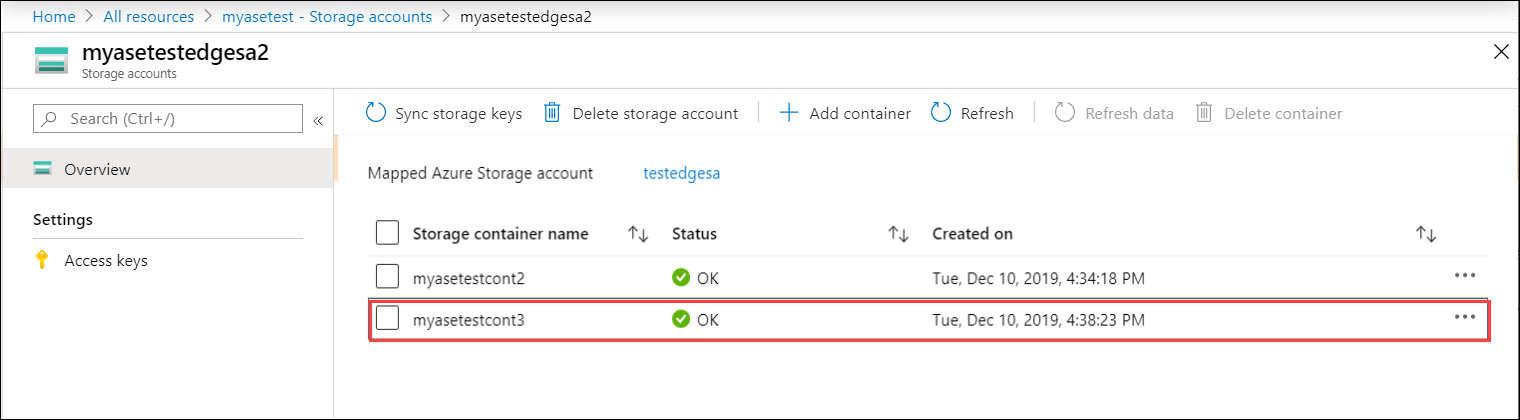 Home > All resources > myasetest - Storage accounts > myasetestedgesa2
myasetestedgesa2
Storage accounts
Search (Ctrl+/)
«
Sync storage keys Delete storage account Add container Refresh Refresh data Delete container
Overview
Settings
Access keys
Mapped Azure Storage account testedgesa
Storage container name Status Created on
myasetestcont2 OK Tue, Dec 10, 2019, 4:34:18 PM ...
myasetestcont3 OK Tue, Dec 10, 2019, 4:38:23 PM ...